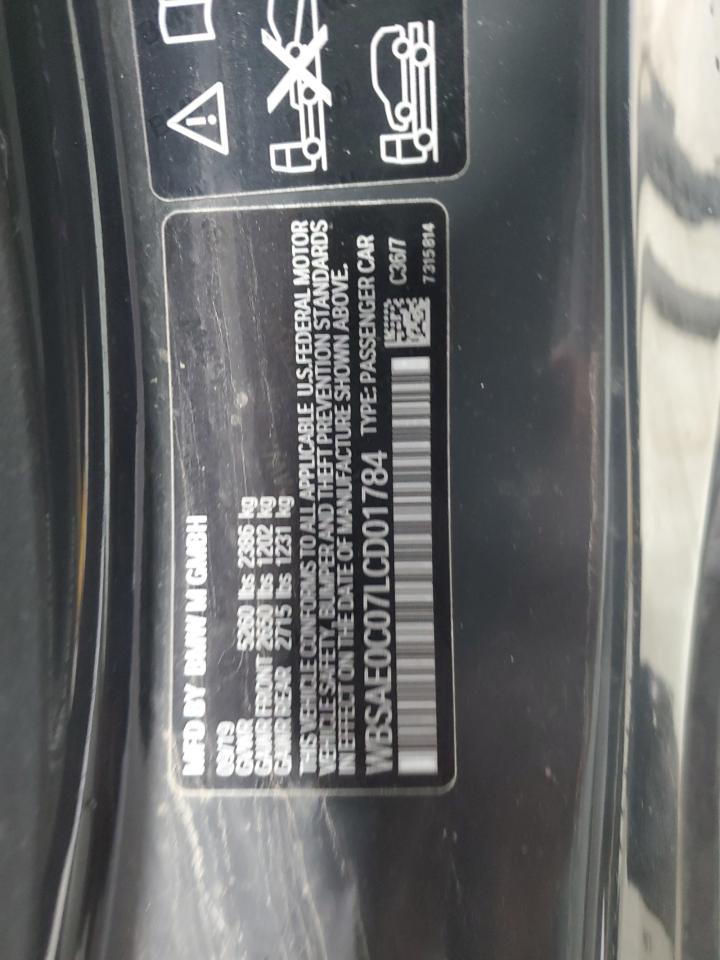 MFD BY BMW M GMBH
09/19
GVWR 5260 lbs 2386 kg
GAWR FRONT 2650 lbs 1202 kg
GAWR REAR 2715 lbs 1231 kg
THIS VEHICLE CONFORMS TO ALL APPLICABLE U.S. FEDERAL MOTOR
VEHICLE SAFETY, BUMPER AND THEFT PREVENTION STANDARDS
IN EFFECT ON THE DATE OF MANUFACTURE SHOWN ABOVE.
WBSAE0C07LCD01784 TYPE: PASSENGER CAR
C36/7
7315814